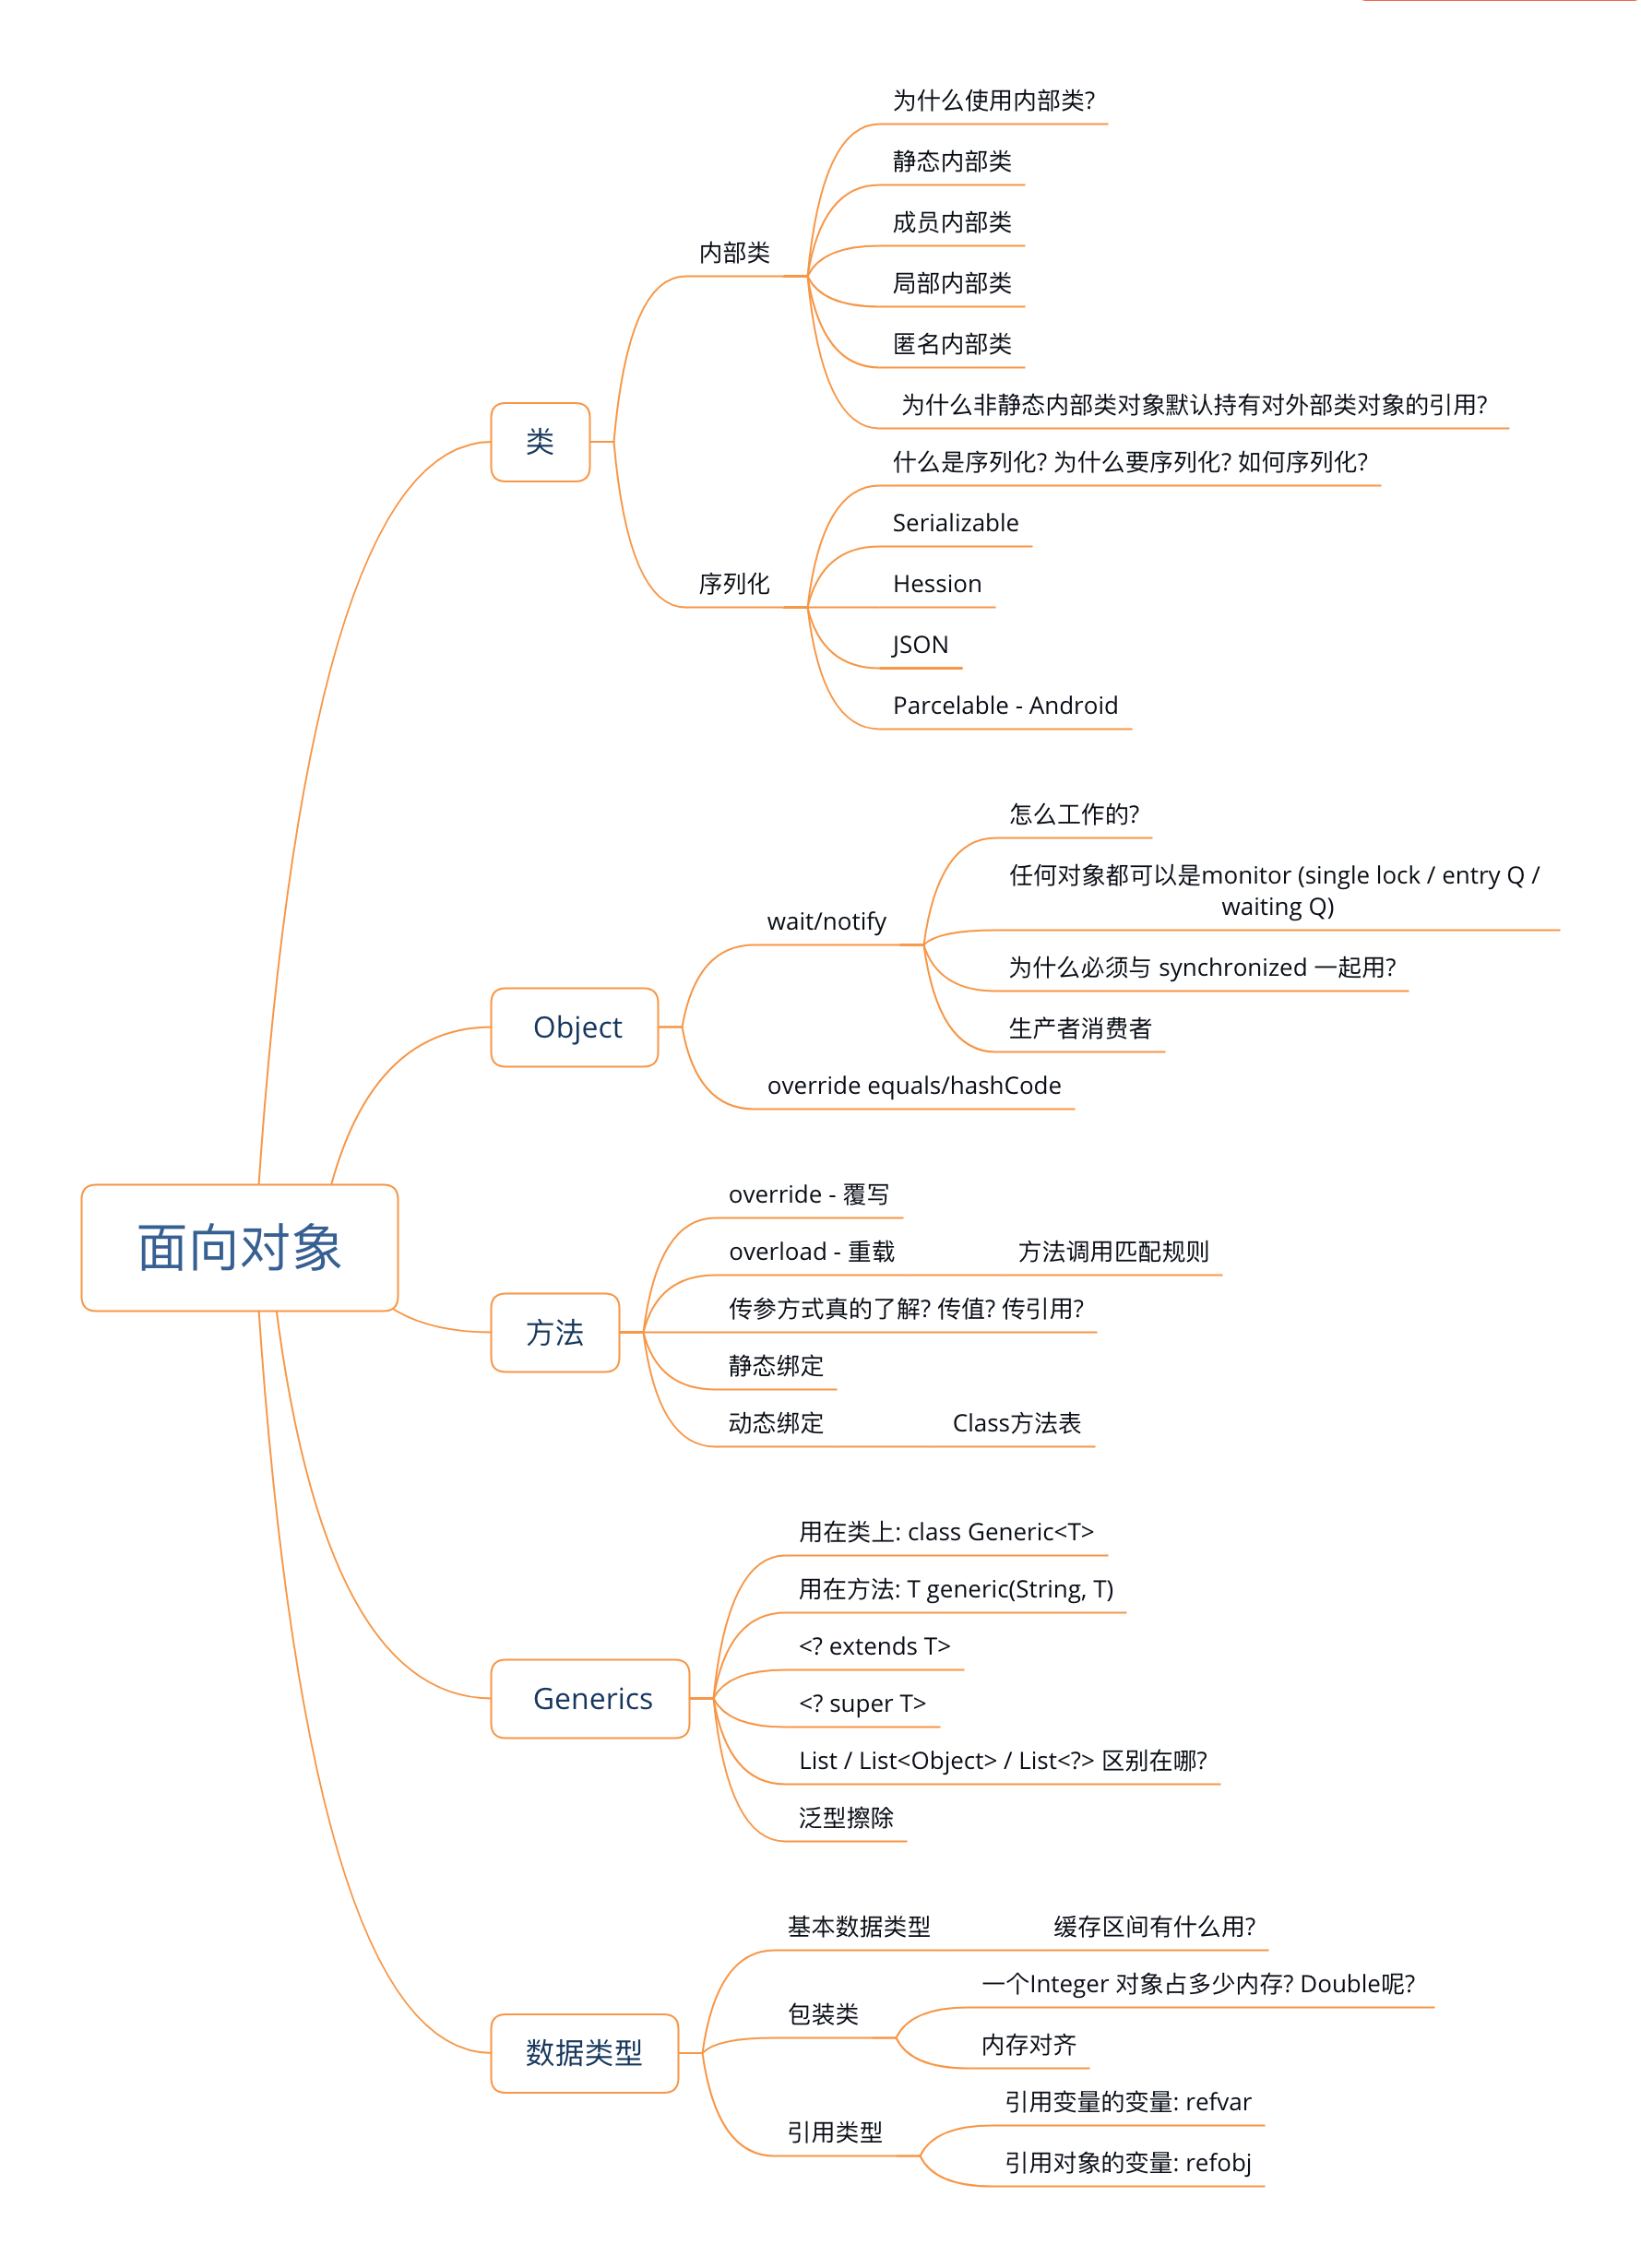 为什么使用内部类?
静态内部类
成员内部类
内部类
局部内部类
匿名内部类
为什么非静态内部类对象默认持有对外部类对象的引用?
类
什么是序列化? 为什么要序列化? 如何序列化?
Serializable
序列化
Hession
JSON
Parcelable - Android
怎么工作的?
任何对象都可以是monitor (single lock / entry Q /
waiting Q)
wait/notify
为什么必须与 synchronized 一起用?
Object
生产者消费者
override equals/hashCode
面向对象
override - 覆写
overload - 重载
方法调用匹配规则
传参方式真的了解? 传值? 传引用?
方法
静态绑定
动态绑定
Class方法表
用在类上: class Generic<T>
用在方法: T generic(String, T)
<? extends T>
Generics
<? super T>
List / List<Object> / List<?> 区别在哪?
泛型擦除
基本数据类型
缓存区间有什么用?
一个Integer 对象占多少内存? Double呢?
包装类
内存对齐
数据类型
引用变量的变量: refvar
引用类型
引用对象的变量: refobj